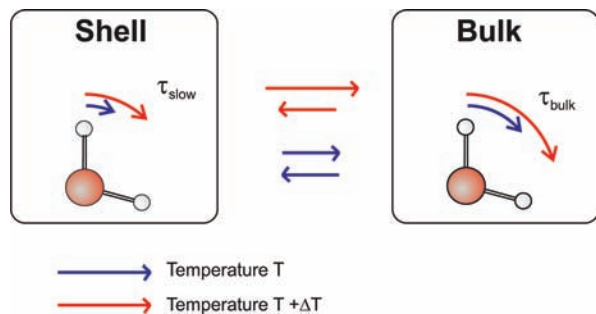 Shell
Bulk
τslow
τbulk
Temperature T
Temperature T +ΔT